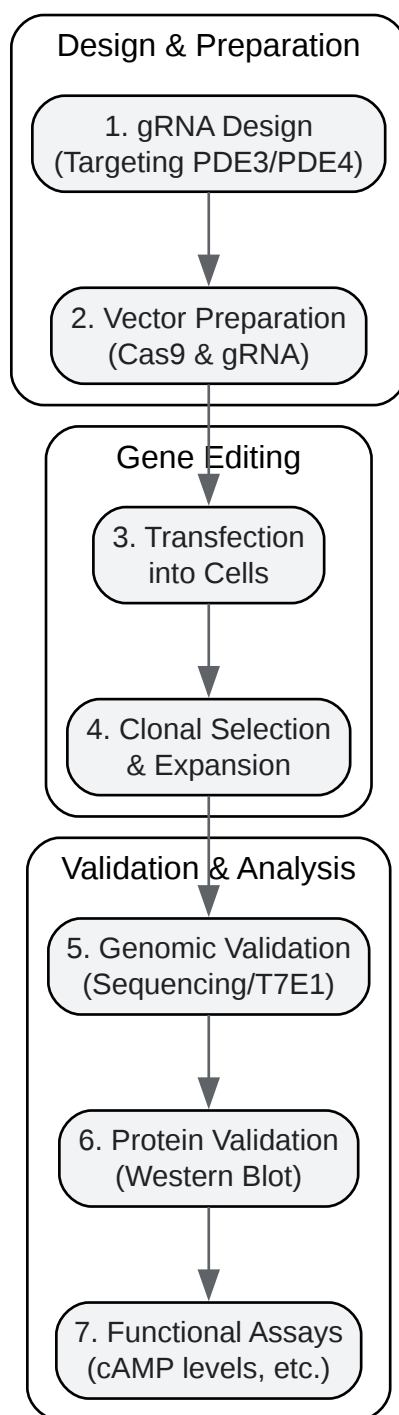 Design & Preparation
1. gRNA Design
(Targeting PDE3/PDE4)
2. Vector Preparation
(Cas9 & gRNA)
Gene Editing
3. Transfection
into Cells
4. Clonal Selection
& Expansion
Validation & Analysis
5. Genomic Validation
(Sequencing/T7E1)
6. Protein Validation
(Western Blot)
7. Functional Assays
(cAMP levels, etc.)